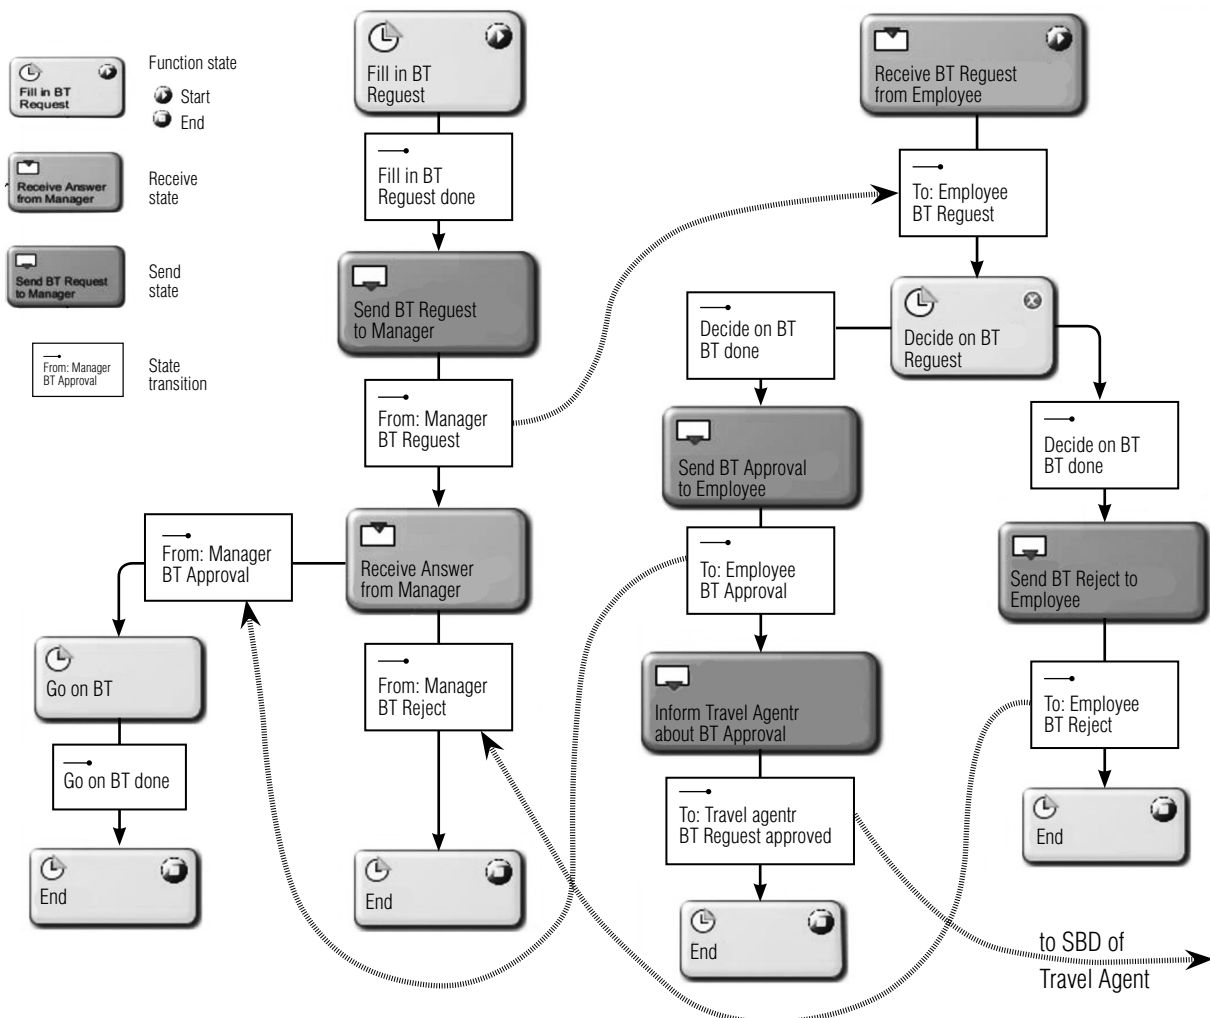 Function state
Fill in BT
Request
Start
End
Receive Answer
from Manager
Receive
state
Send BT Request
to Manager
Send
state
From: Manager
BT Approval
State
transition
Fill in BT
Reguest
Fill in BT
Reguest done
Send BT Reguest
to Manager
From: Manager
BT Reguest
Receive Answer
from Manager
From: Manager
BT Approval
Go on BT
Go on BT done
End
From: Manager
BT Reject
End
Receive BT Reguest
from Employee
To: Employee
BT Reguest
Decide on BT
Reguest
Decide on BT
BT done
Send BT Approval
to Employee
To: Employee
BT Approval
Inform Travel Agentr
about BT Approval
To: Travel agentr
BT Reguest approved
End
Decide on BT
BT done
Send BT Reject to
Employee
To: Employee
BT Reject
End
to SBD of
Travel Agent